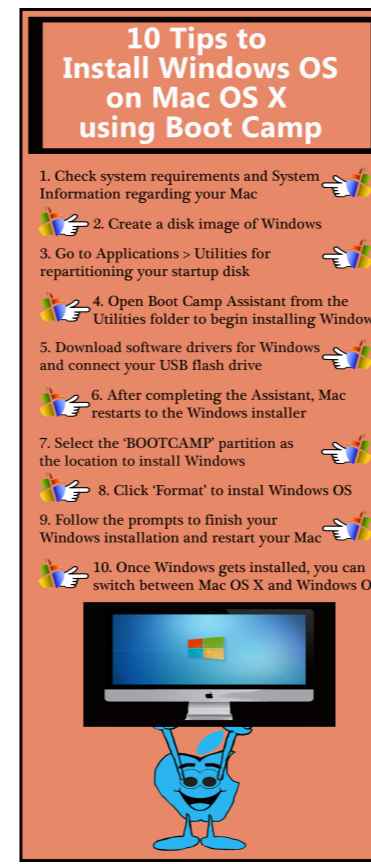 10 Tips to
Install Windows OS
on Mac OS X
using Boot Camp
1. Check system requirements and System
Information regarding your Mac
2. Create a disk image of Windows
3. Go to Applications > Utilities for
repartitioning your startup disk
4. Open Boot Camp Assistant from the
Utilities folder to begin installing Window
5. Download software drivers for Windows
and connect your USB flash drive
6. After completing the Assistant, Mac
restarts to the Windows installer
7. Select the ‘BOOTCAMP’ partition as
the location to install Windows
8. Click ‘Format’ to instal Windows OS
9. Follow the prompts to finish your
Windows installation and restart your Mac
10. Once Windows gets installed, you can
switch between Mac OS X and Windows O